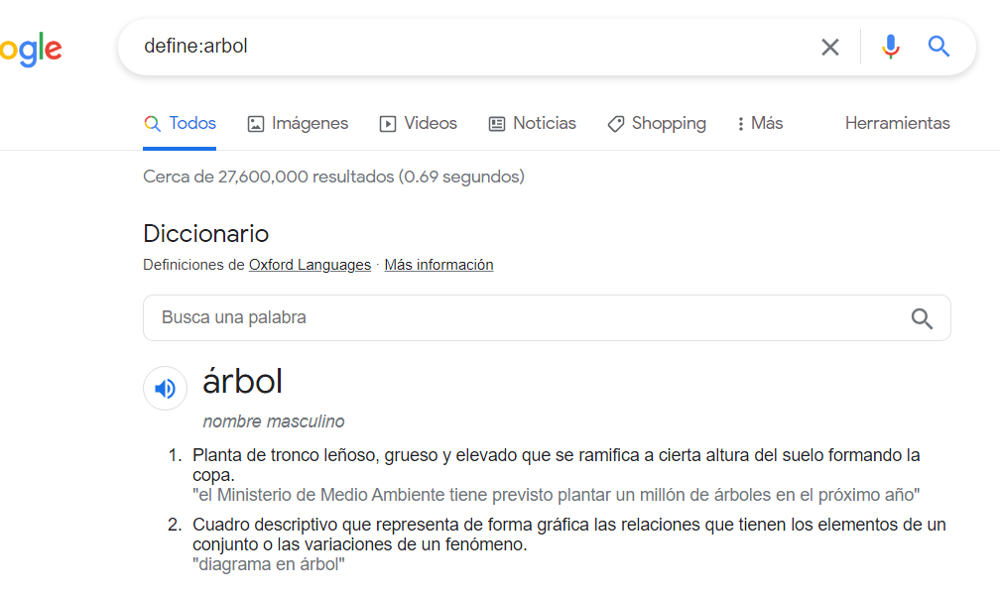 ogle
define:arbol
Todos
Imágenes
Videos
Noticias
Shopping
Más
Herramientas
Cerca de 27,600,000 resultados (0.69 segundos)
Diccionario
Definiciones de Oxford Languages · Más información
Busca una palabra
árbol
nombre masculino
1. Planta de tronco leñoso, grueso y elevado que se ramifica a cierta altura del suelo formando la
copa.
"el Ministerio de Medio Ambiente tiene previsto plantar un millón de árboles en el próximo año"
2. Cuadro descriptivo que representa de forma gráfica las relaciones que tienen los elementos de un
conjunto o las variaciones de un fenómeno.
"diagrama en árbol"